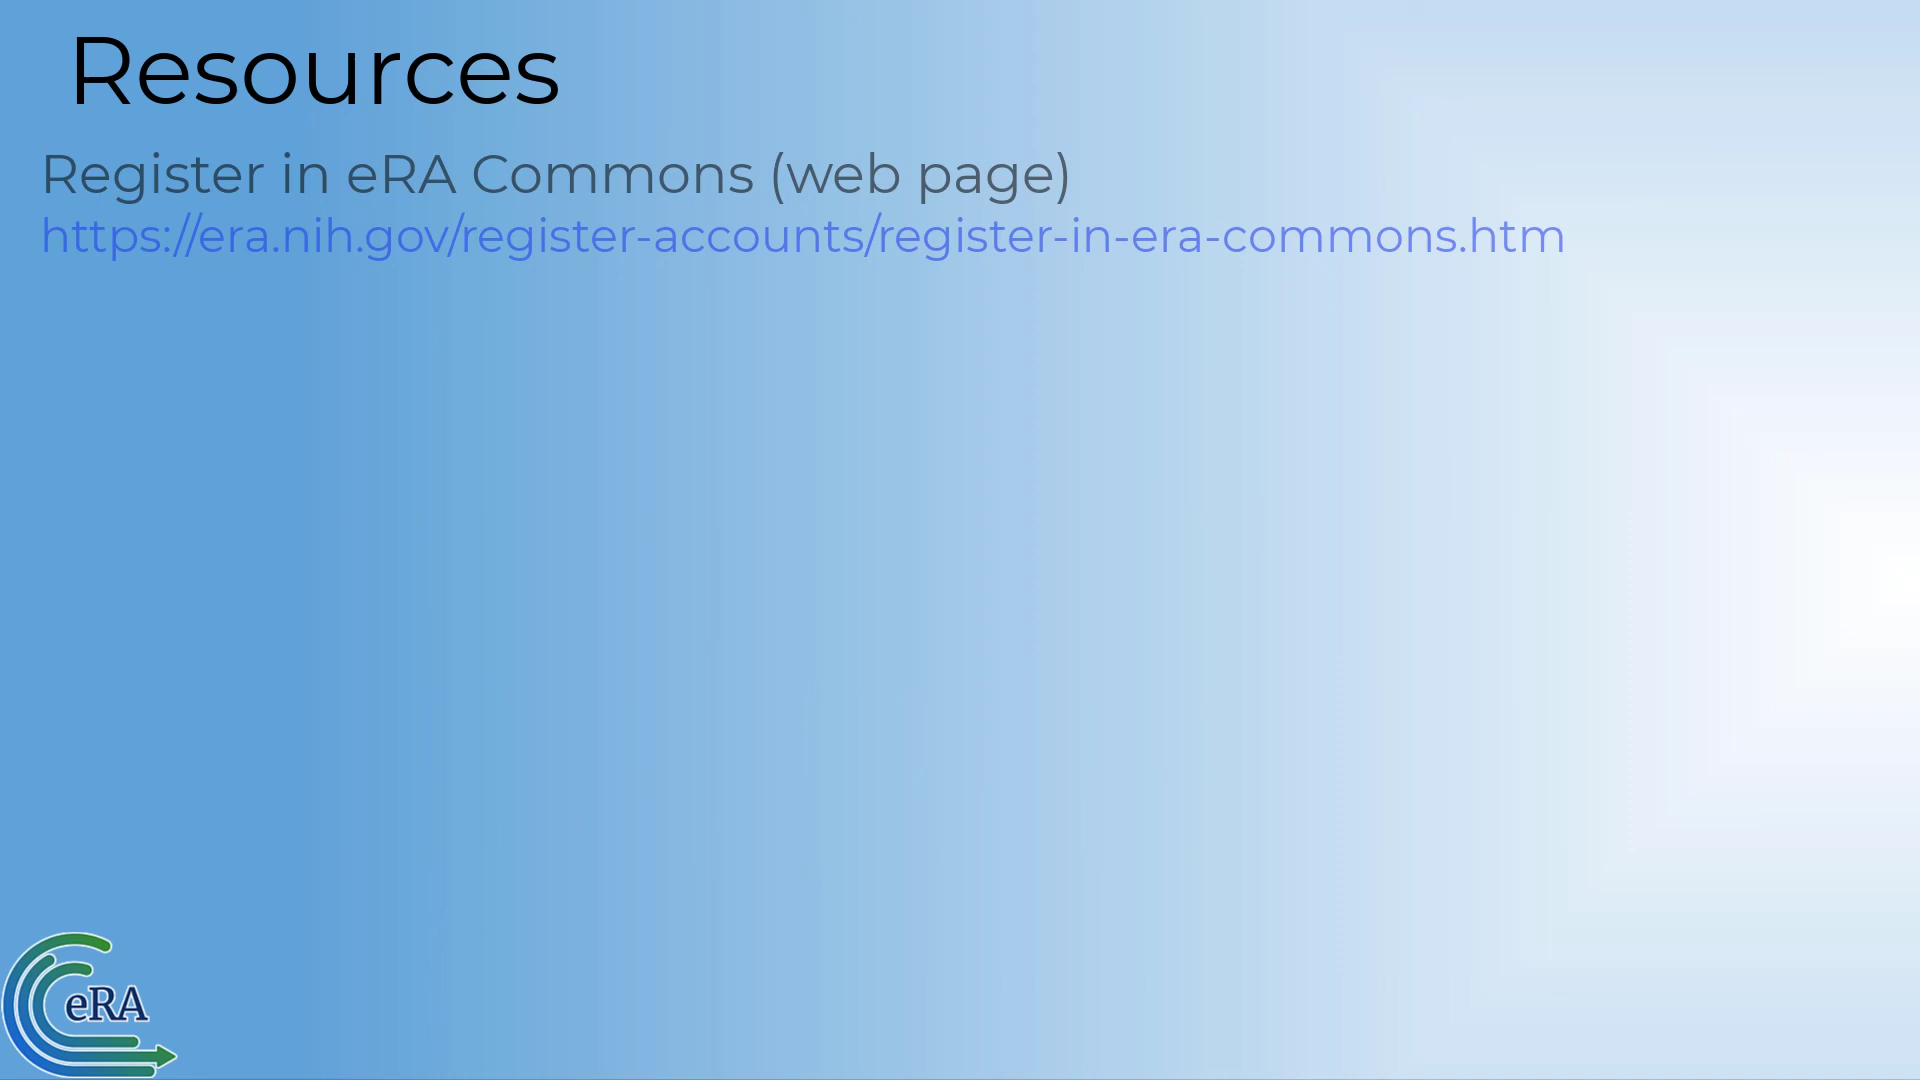 Resources
Register in eRA Commons (web page)
https://era.nih.gov/register-accounts/register-in-era-commons.htm
eRA